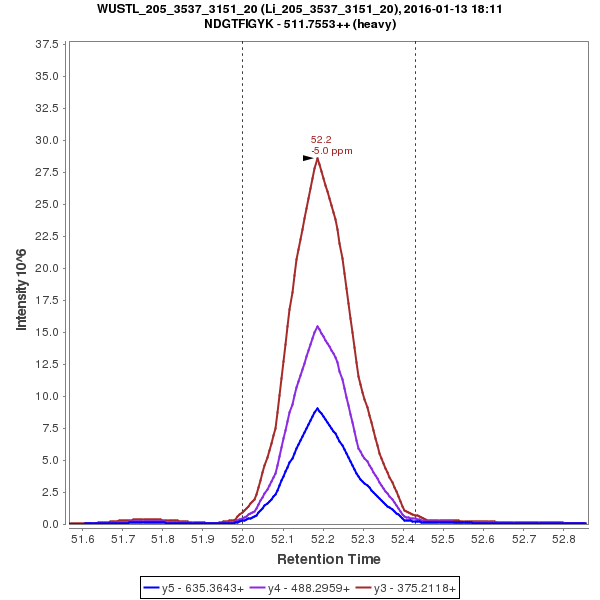 WUSTL_205_3537_3151_20 (Li_205_3537_3151_20), 2016-01-13 18:11
NDGTFIGYK - 511.7553++ (heavy)
37.5
35.0
32.5
30.0
27.5
25.0
22.5
20.0
17.5
15.0
12.5
10.0
7.5
5.0
2.5
0.0
Intensity 10^6
52.2
-5.0 ppm
51.6 51.7 51.8 51.9 52.0 52.1 52.2 52.3 52.4 52.5 52.6 52.7 52.8
Retention Time
y5 - 635.3643+ y4 - 488.2959+ y3 - 375.2118+